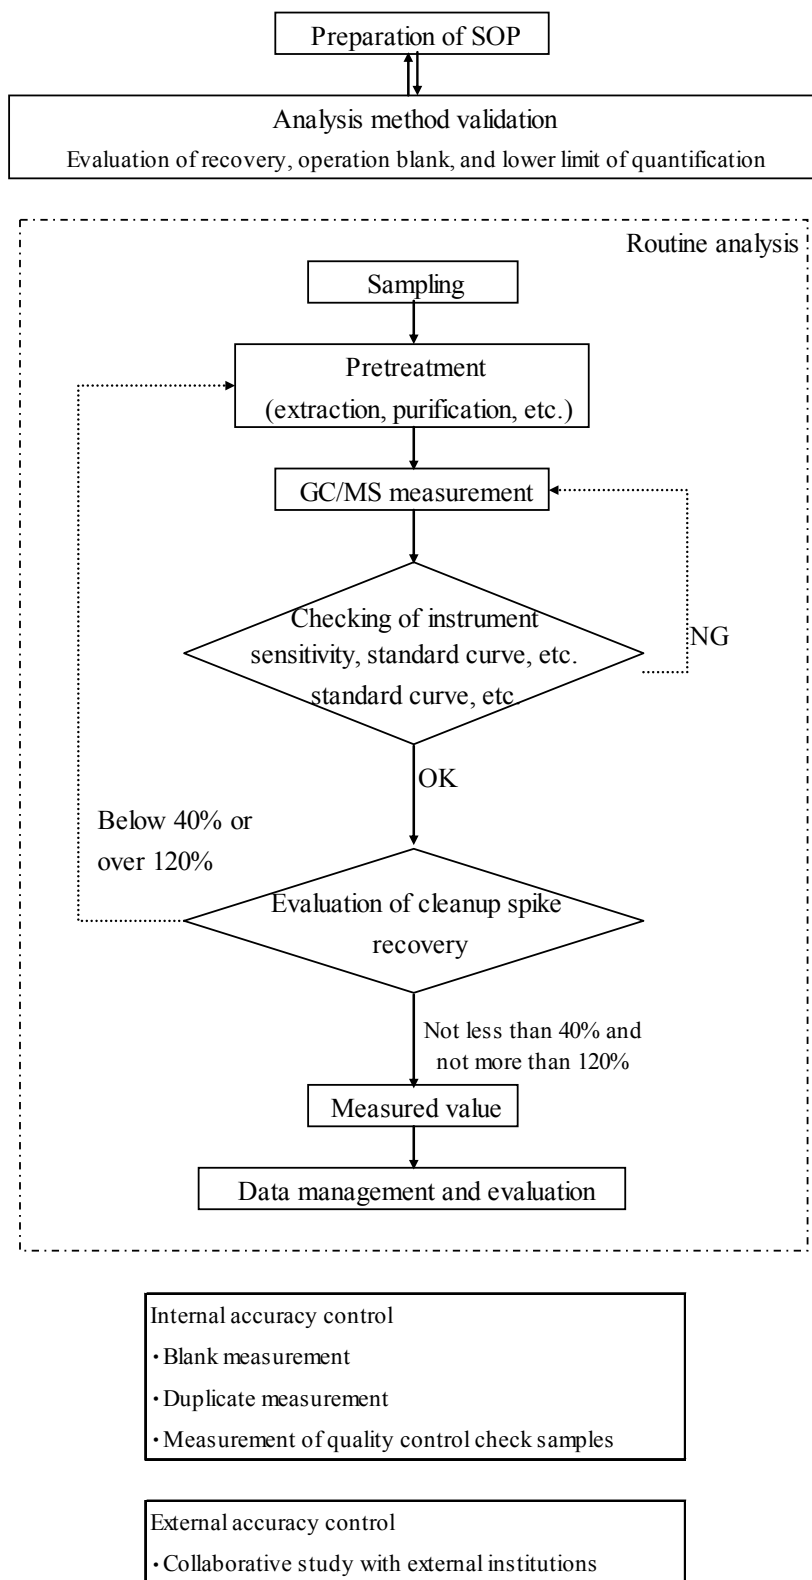 Preparation of SOP
Analysis method validation
Evaluation of recovery, operation blank, and lower limit of quantification
Routine analysis
Sampling
Pretreatment
(extraction, purification, etc.)
GC/MS measurement
Checking of instrument
sensitivity, standard curve, etc.
standard curve, etc.
NG
OK
Below 40% or
over 120%
Evaluation of cleanup spike
recovery
Not less than 40% and
not more than 120%
Measured value
Data management and evaluation
Internal accuracy control
・Blank measurement
・Duplicate measurement
・Measurement of quality control check samples
External accuracy control
・Collaborative study with external institutions